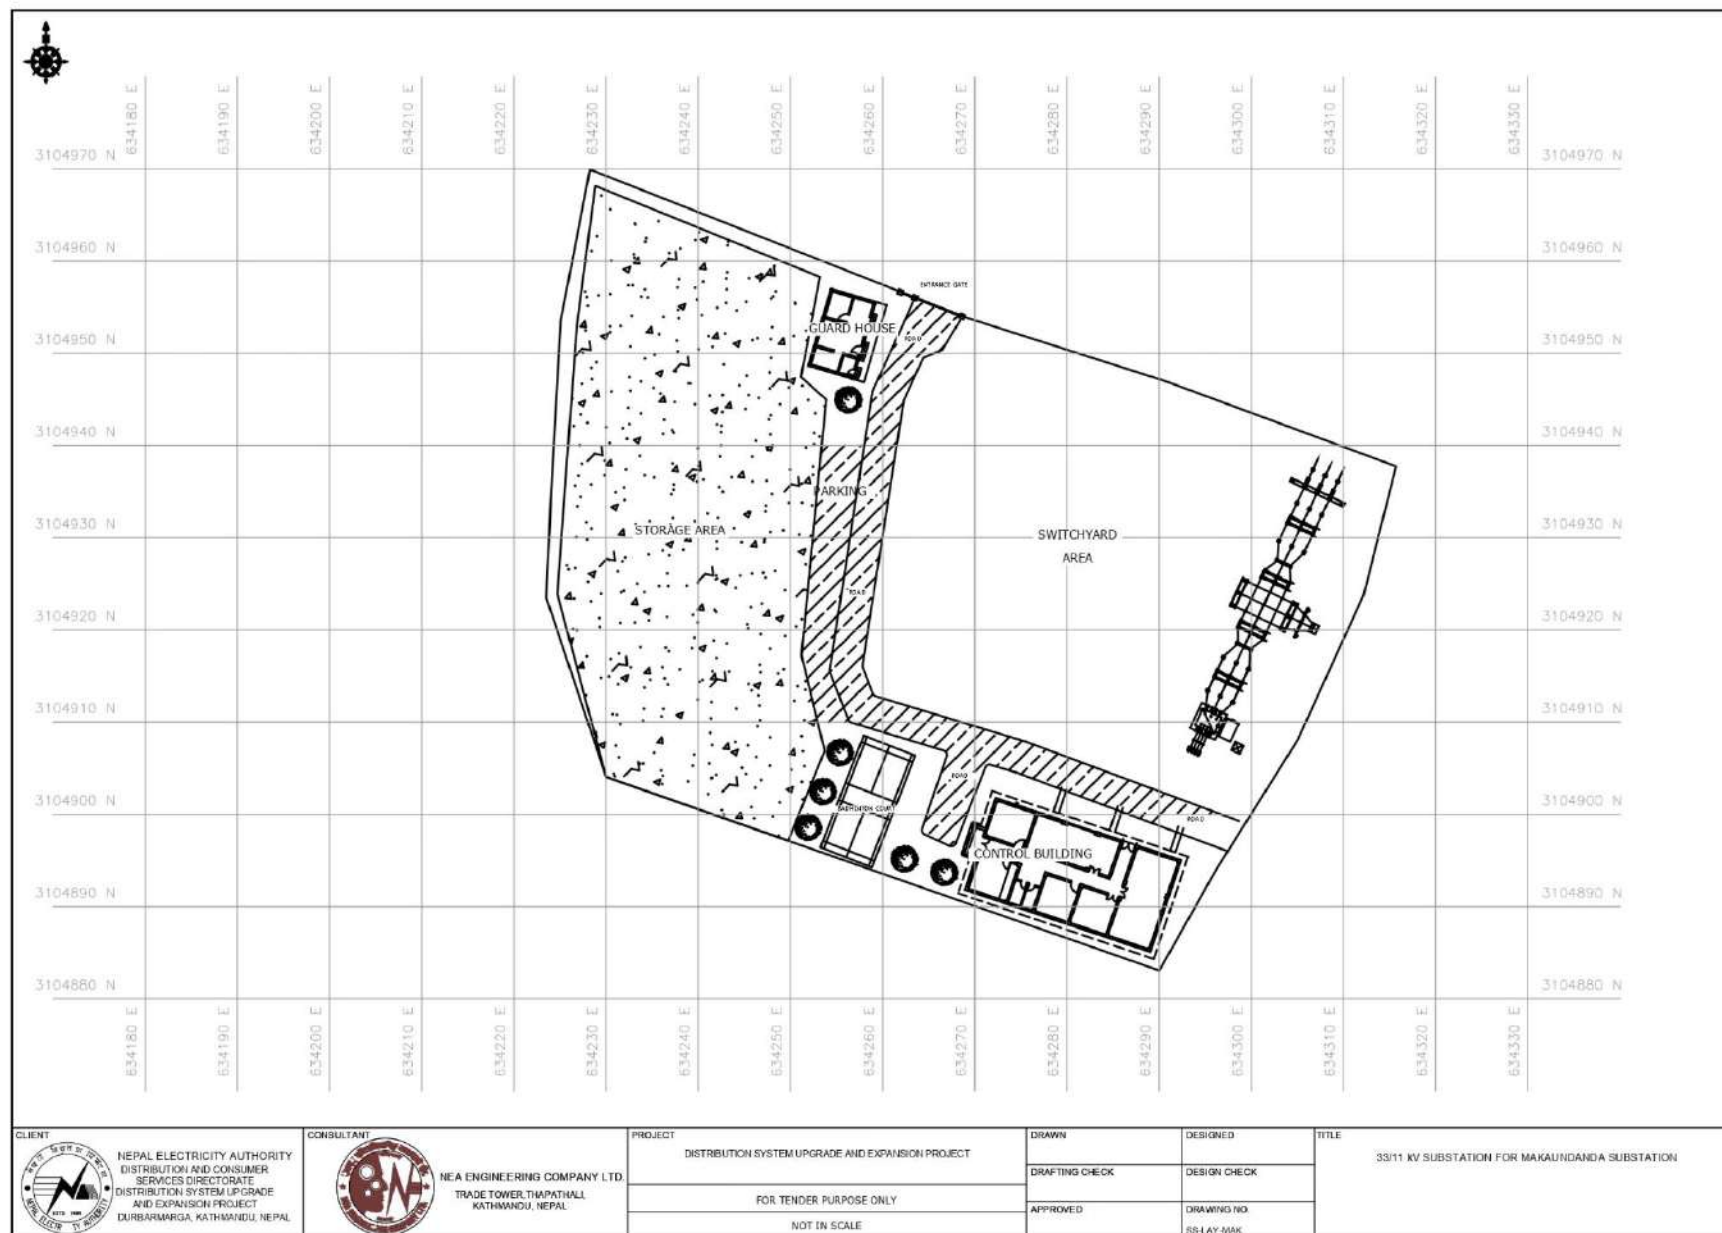 634180 E
634190 E
634200 E
634210 E
634220 E
634230 E
634240 E
634250 E
634260 E
634270 E
634280 E
634290 E
634300 E
634310 E
634320 E
634330 E
3104970 N
3104970 N
3104960 N
3104960 N
ENTRANCE GATE
GUARD HOUSE
ROAD
3104950 N
3104950 N
3104940 N
3104940 N
PARKING
3104930 N
STORAGE AREA
SWITCHYARD
AREA
3104930 N
ROAD
3104920 N
3104920 N
3104910 N
3104910 N
ROAD
3104900 N
BADMINTON COURT
ROAD
3104900 N
CONTROL BUILDING
3104890 N
3104890 N
3104880 N
3104880 N
634180 E
634190 E
634200 E
634210 E
634220 E
634230 E
634240 E
634250 E
634260 E
634270 E
634280 E
634290 E
634300 E
634310 E
634320 E
634330 E
CLIENT
NEPAL ELECTRICITY AUTHORITY
DISTRIBUTION AND CONSUMER
SERVICES DIRECTORATE
DISTRIBUTION SYSTEM UPGRADE
AND EXPANSION PROJECT
DURBARMARGA, KATHMANDU, NEPAL
CONSULTANT
NEA ENGINEERING COMPANY LTD.
TRADE TOWER,THAPATHALI,
KATHMANDU, NEPAL
PROJECT
DISTRIBUTION SYSTEM UPGRADE AND EXPANSION PROJECT
FOR TENDER PURPOSE ONLY
NOT IN SCALE
DRAWN
DESIGNED
DRAFTING CHECK
DESIGN CHECK
APPROVED
DRAWING NO.
SS-LAY-MAK
TITLE
33/11 KV SUBSTATION FOR MAKAUNDANDA SUBSTATION